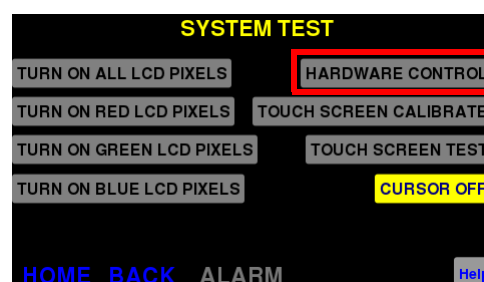 SYSTEM TEST
TURN ON ALL LCD PIXELS HARDWARE CONTROL
TURN ON RED LCD PIXELS TOUCH SCREEN CALIBRATE
TURN ON GREEN LCD PIXELS TOUCH SCREEN TEST
TURN ON BLUE LCD PIXELS CURSOR OFF
HOME BACK ALARM Help